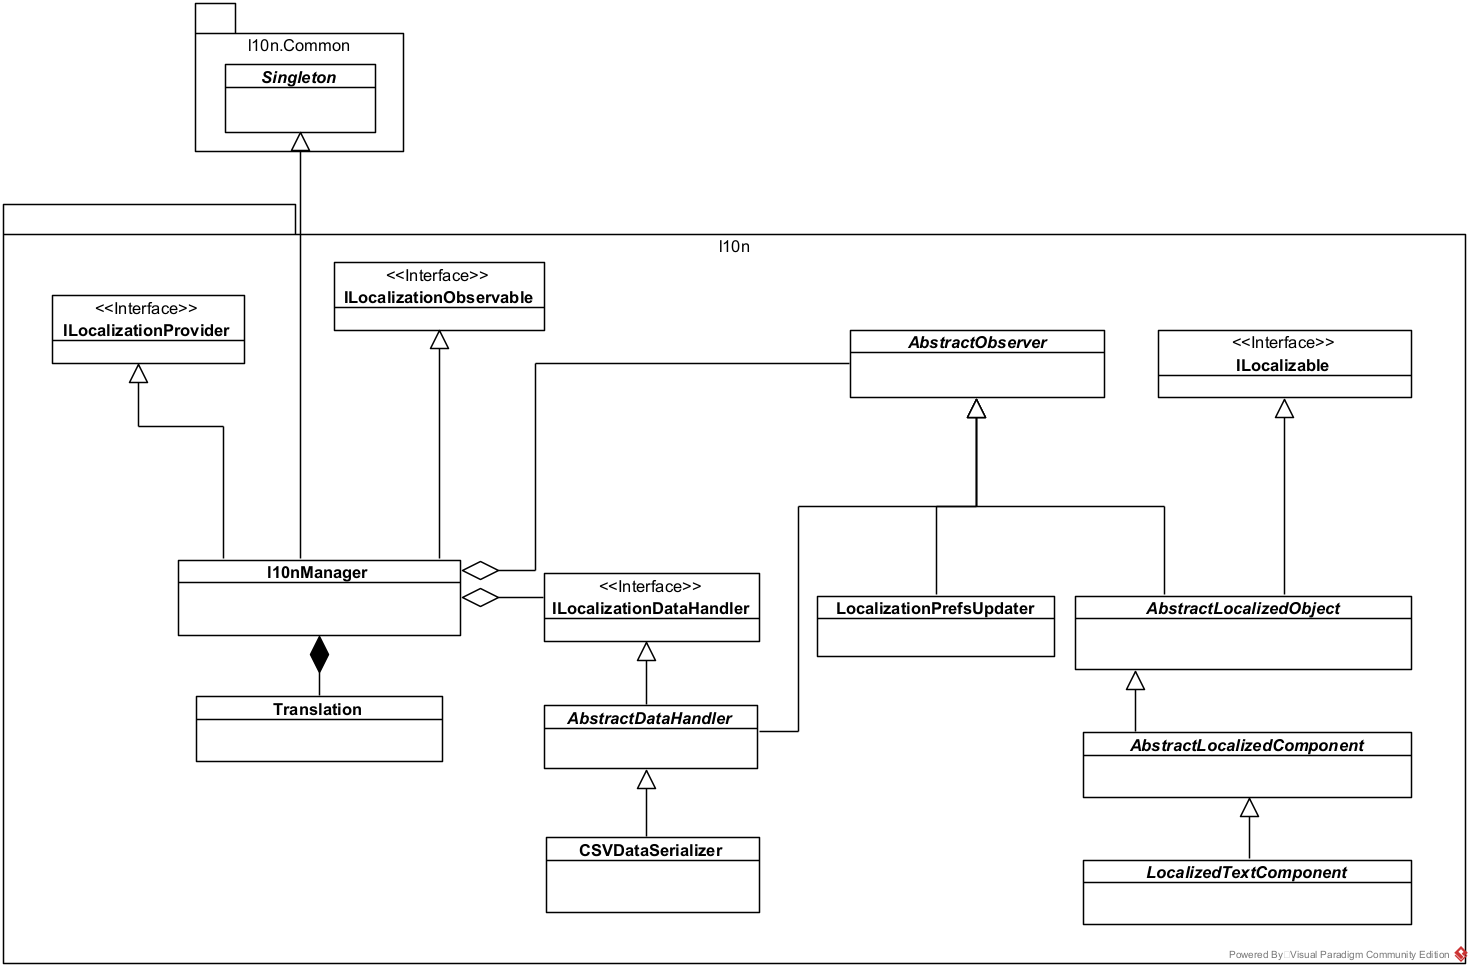 l10n.Common
Singleton
l10n
<<Interface>>
ILocalizationObservable
<<Interface>>
ILocalizationProvider
AbstractObserver
<<Interface>>
ILocalizable
l10nManager
<<Interface>>
ILocalizationDataHandler
LocalizationPrefsUpdater
AbstractLocalizedObject
Translation
AbstractDataHandler
AbstractLocalizedComponent
CSVDataSerializer
LocalizedTextComponent
Powered By Visual Paradigm Community Edition